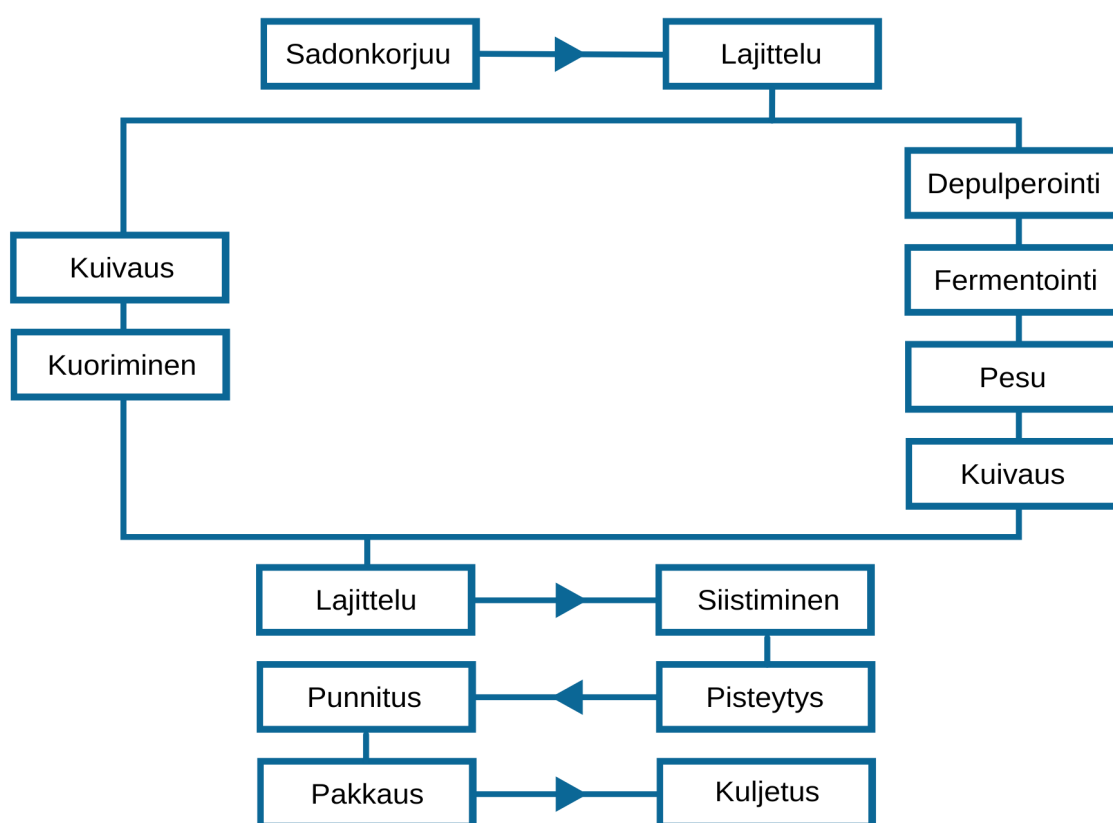 Sadonkorjuu
Lajittelu
Kuivaus
Kuoriminen
Depulperointi
Fermentointi
Pesu
Kuivaus
Lajittelu
Siistiminen
Pisteytys
Punnitus
Pakkaus
Kuljetus